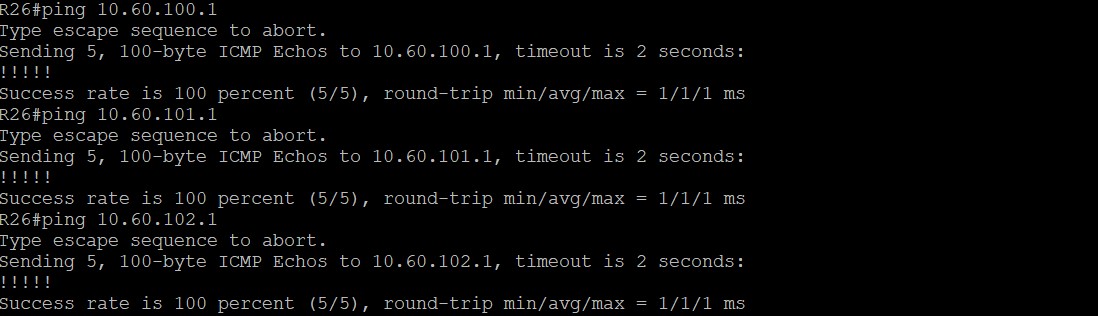 R26#ping 10.60.100.1
Type escape sequence to abort.
Sending 5, 100-byte ICMP Echos to 10.60.100.1, timeout is 2 seconds:
!!!!!
Success rate is 100 percent (5/5), round-trip min/avg/max = 1/1/1 ms
R26#ping 10.60.101.1
Type escape sequence to abort.
Sending 5, 100-byte ICMP Echos to 10.60.101.1, timeout is 2 seconds:
!!!!!
Success rate is 100 percent (5/5), round-trip min/avg/max = 1/1/1 ms
R26#ping 10.60.102.1
Type escape sequence to abort.
Sending 5, 100-byte ICMP Echos to 10.60.102.1, timeout is 2 seconds:
!!!!!
Success rate is 100 percent (5/5), round-trip min/avg/max = 1/1/1 ms